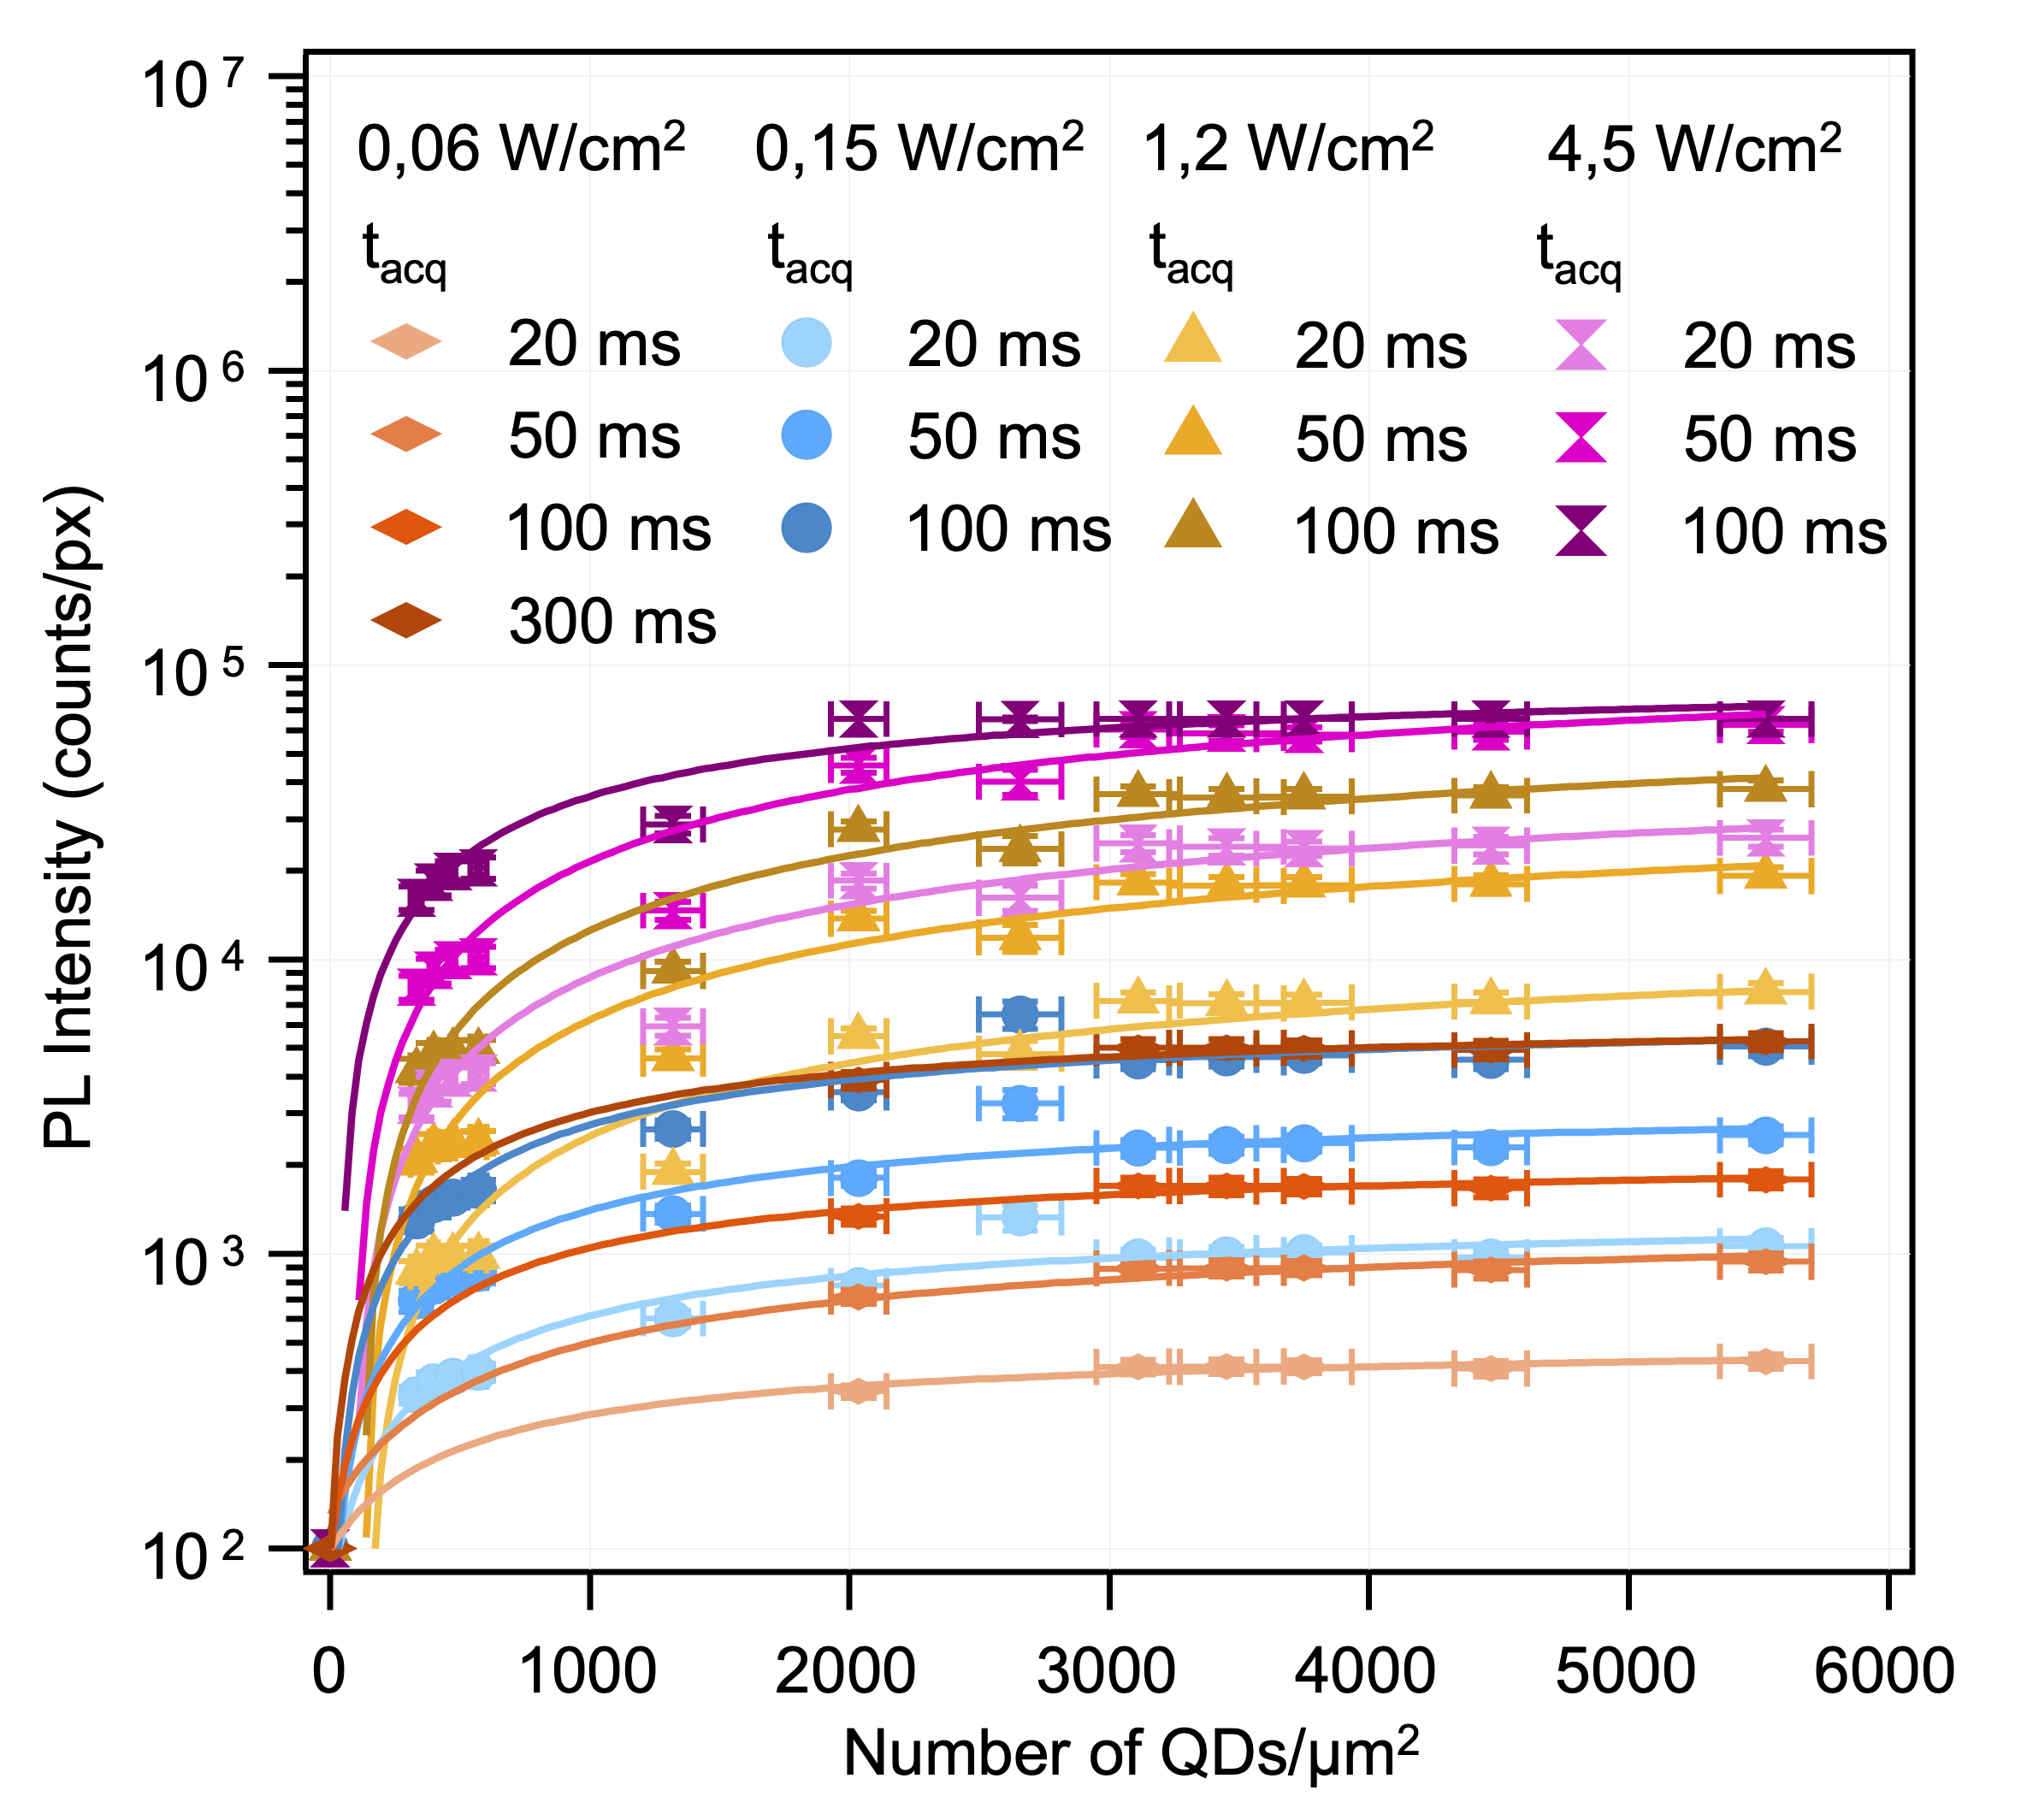 10⁷
0,06 W/cm² 0,15 W/cm² 1,2 W/cm² 4,5 W/cm²
tacq tacq tacq tacq
10⁶
20 ms 20 ms 20 ms 20 ms
50 ms 50 ms 50 ms 50 ms
100 ms 100 ms 100 ms 100 ms
300 ms
10⁵
10⁴
10³
10²
PL Intensity (counts/px)
0 1000 2000 3000 4000 5000 6000
Number of QDs/µm²